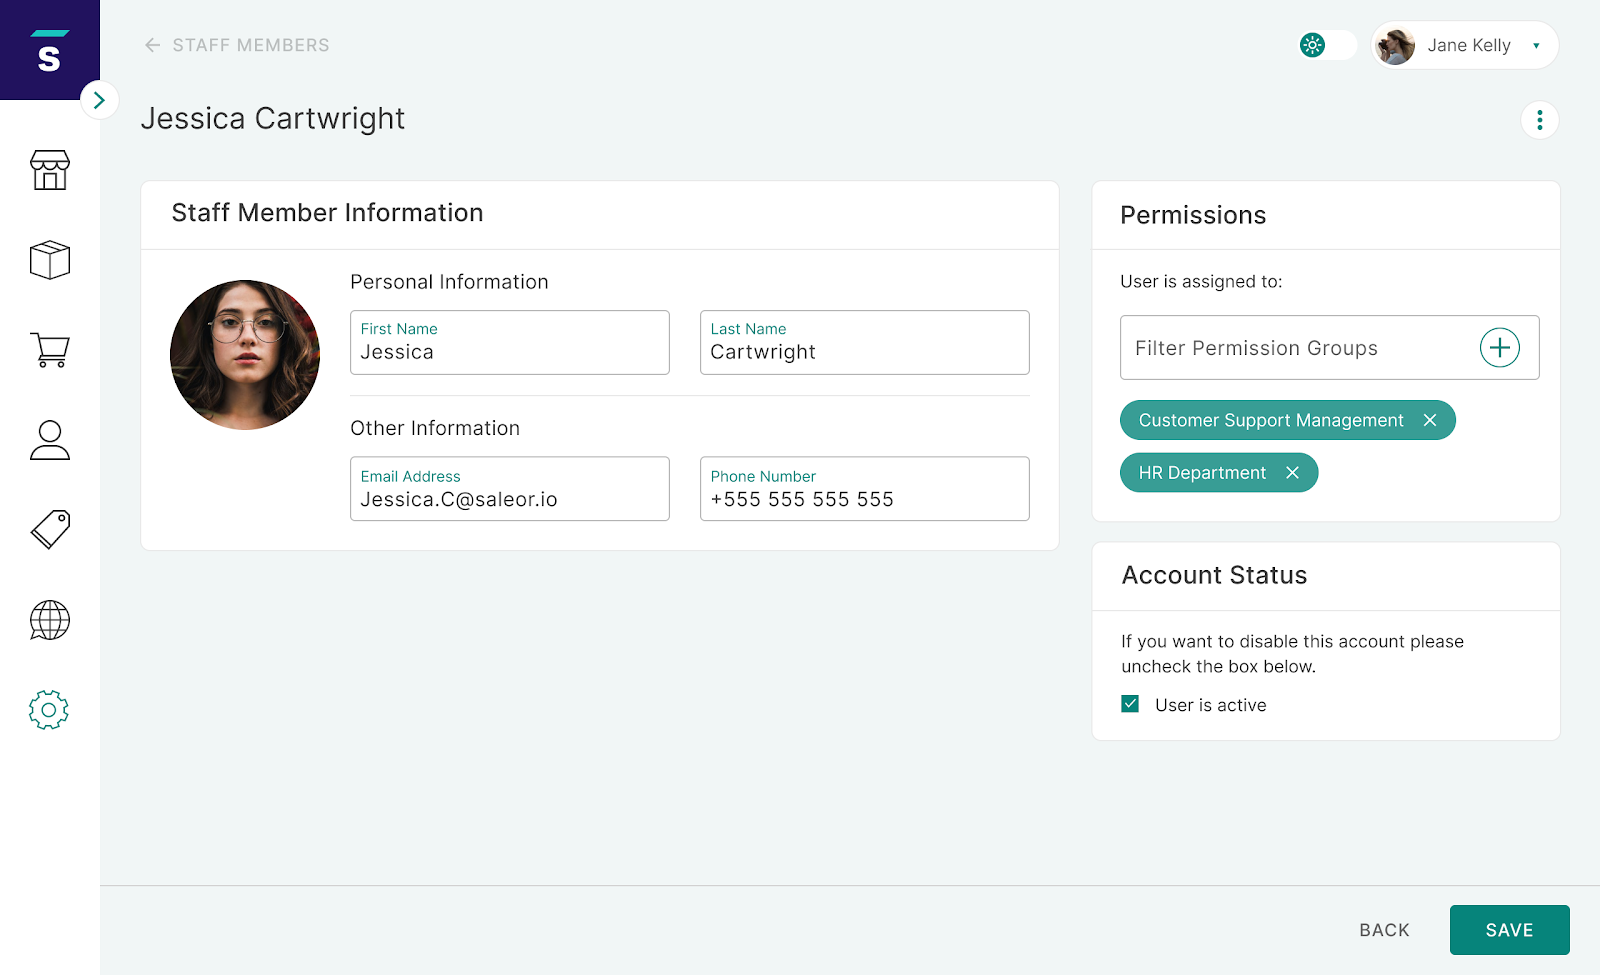 s
STAFF MEMBERS
Jane Kelly
Jessica Cartwright
Staff Member Information
Personal Information
First Name
Jessica
Last Name
Cartwright
Other Information
Email Address
Jessica.C@saleor.io
Phone Number
+555 555 555 555
Permissions
User is assigned to:
Filter Permission Groups
Customer Support Management
HR Department
Account Status
If you want to disable this account please
uncheck the box below.
User is active
BACK
SAVE